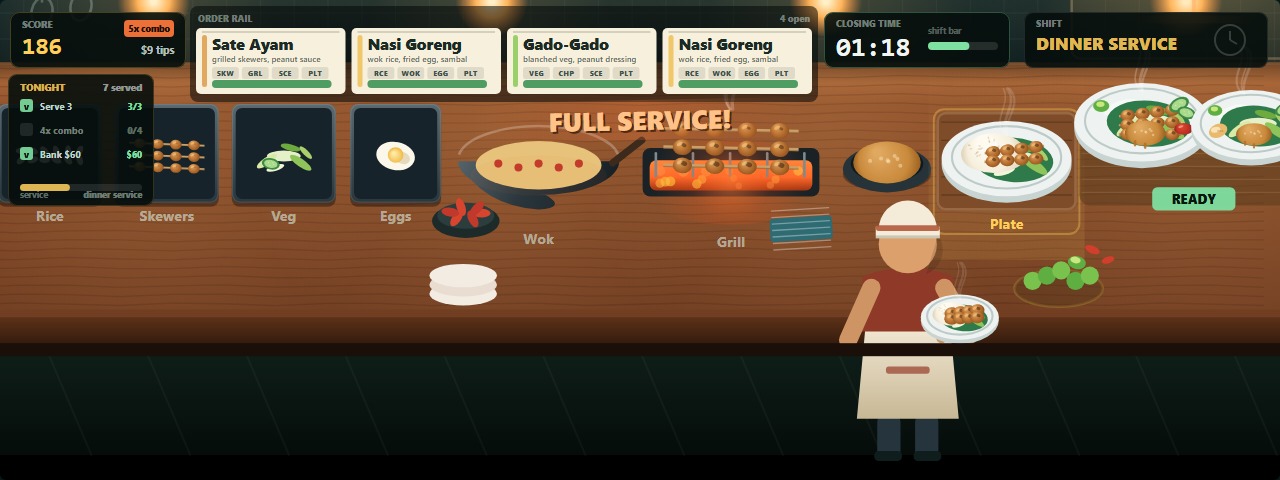 SCORE
186
5x combo
$9 tips
ORDER RAIL
4 open
Sate Ayam
grilled skewers, peanut sauce
SKW GRL SCE PLT
Nasi Goreng
wok rice, fried egg, sambal
RCE WOK EGG PLT
Gado-Gado
blanched veg, peanut dressing
VEG CHP SCE PLT
Nasi Goreng
wok rice, fried egg, sambal
RCE WOK EGG PLT
CLOSING TIME
01:18
shift bar
SHIFT
DINNER SERVICE
TONIGHT
7 served
v Serve 3 3/3
4x combo 0/4
v Bank $60 $60
service dinner service
FULL SERVICE!
Rice
Skewers
Veg
Eggs
Wok
Grill
Plate
READY